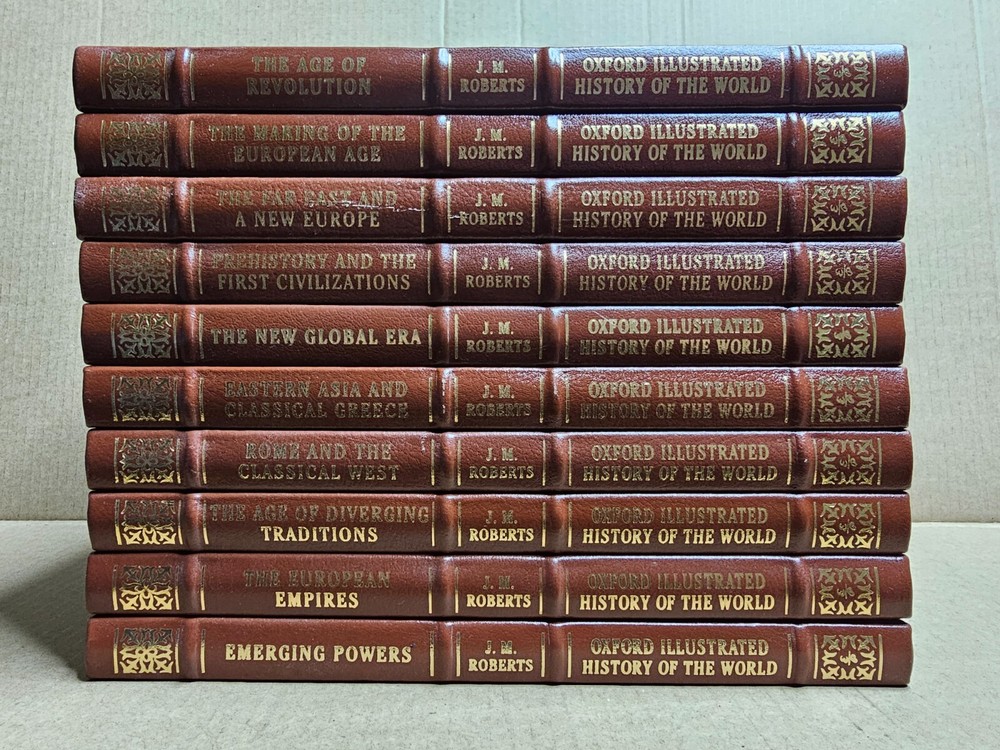 THE AGE OF
REVOLUTION
J. M.
ROBERTS
OXFORD ILLUSTRATED
HISTORY OF THE WORLD
THE MAKING OF THE
EUROPEAN AGE
J. M.
ROBERTS
OXFORD ILLUSTRATED
HISTORY OF THE WORLD
THE FAR EAST AND
A NEW EUROPE
J. M.
ROBERTS
OXFORD ILLUSTRATED
HISTORY OF THE WORLD
PREHISTORY AND THE
FIRST CIVILIZATIONS
J. M.
ROBERTS
OXFORD ILLUSTRATED
HISTORY OF THE WORLD
THE NEW GLOBAL ERA
J. M.
ROBERTS
OXFORD ILLUSTRATED
HISTORY OF THE WORLD
EASTERN ASIA AND
CLASSICAL GREECE
J. M.
ROBERTS
OXFORD ILLUSTRATED
HISTORY OF THE WORLD
ROME AND THE
CLASSICAL WEST
J. M.
ROBERTS
OXFORD ILLUSTRATED
HISTORY OF THE WORLD
THE AGE OF DIVERGING
TRADITIONS
J. M.
ROBERTS
OXFORD ILLUSTRATED
HISTORY OF THE WORLD
THE EUROPEAN
EMPIRES
J. M.
ROBERTS
OXFORD ILLUSTRATED
HISTORY OF THE WORLD
EMERGING POWERS
J. M.
ROBERTS
OXFORD ILLUSTRATED
HISTORY OF THE WORLD